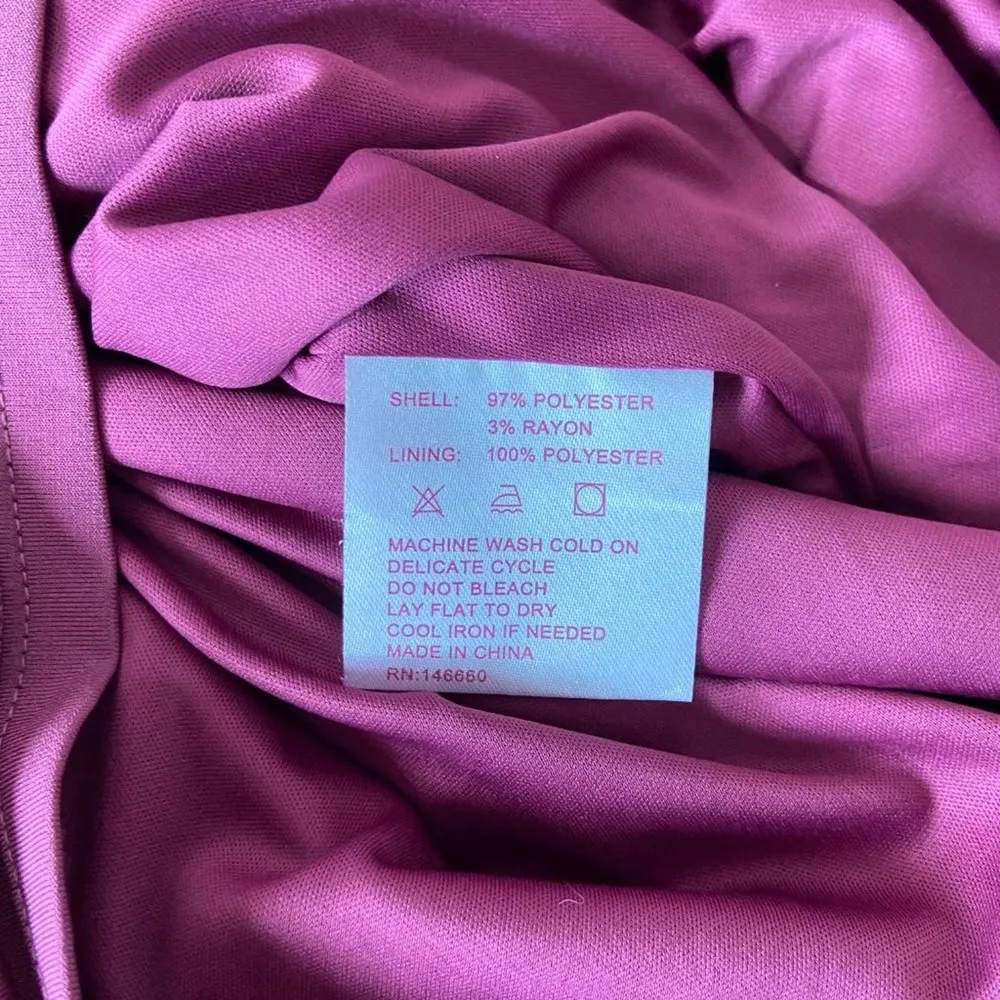 SHELL: 97% POLYESTER
3% RAYON
LINING: 100% POLYESTER
MACHINE WASH COLD ON
DELICATE CYCLE
DO NOT BLEACH
LAY FLAT TO DRY
COOL IRON IF NEEDED
MADE IN CHINA
RN:146660